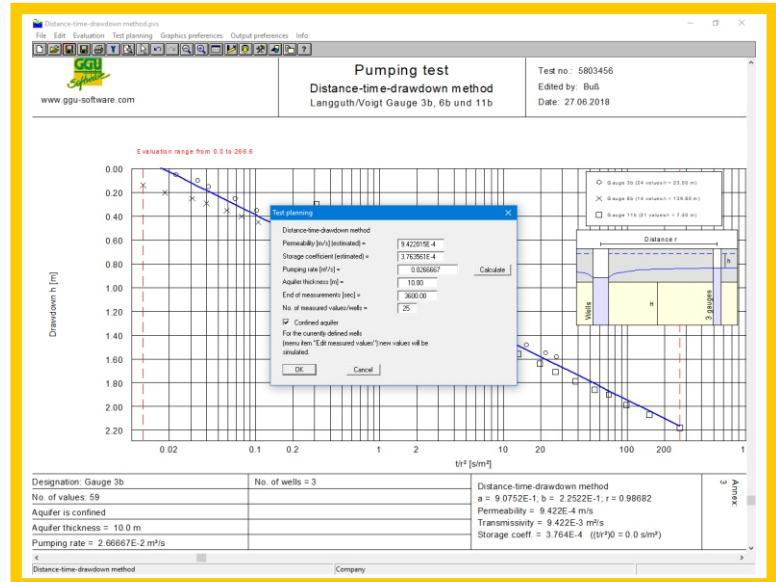 Distance-time-drawdown method.pvs
File Edit Evaluation Test planning Graphics preferences Output preferences Info
GGU
Software
www.ggu-software.com
Pumping test
Distance-time-drawdown method
Langguth/Voigt Gauge 3b, 6b und 11b
Test no.: 5803456
Edited by: Buß
Date: 27.06.2018
Evaluation range from 0.0 to 266.6
0.00
0.20
0.40
0.60
0.80
1.00
1.20
1.40
1.60
1.80
2.00
2.20
Drawdown h [m]
0.02 0.1 0.2 1 2 10 20 100 200 1
t/r² [s/m²]
Gauge 3b (24 values/r = 23.00 m)
Gauge 6b (14 values/r = 139.60 m)
Gauge 11b (21 values/r = 7.40 m)
Distance r
h
H
Wells
3 gauges
Test planning
Distance-time-drawdown method
Permeability [m/s] (estimated) = 9.422815E-4
Storage coefficient (estimated) = 3.763561E-4
Pumping rate [m³/s] = 0.0266667 Calculate
Aquifer thickness [m] = 10.00
End of measurements [sec] = 3600.00
No. of measured values/wells = 25
Confined aquifer
For the currently defined wells
(menu item "Edit measured values") new values will be
simulated.
OK Cancel
Designation: Gauge 3b
No. of values: 59
Aquifer is confined
Aquifer thickness = 10.0 m
Pumping rate = 2.66667E-2 m³/s
No. of wells = 3
Distance-time-drawdown method
a = 9.0752E-1; b = 2.2522E-1; r = 0.98682
Permeability = 9.422E-4 m/s
Transmissivity = 9.422E-3 m²/s
Storage coeff. = 3.764E-4 ((t/r²)0 = 0.0 s/m²)
Annex:
3
Distance-time-drawdown method
Company